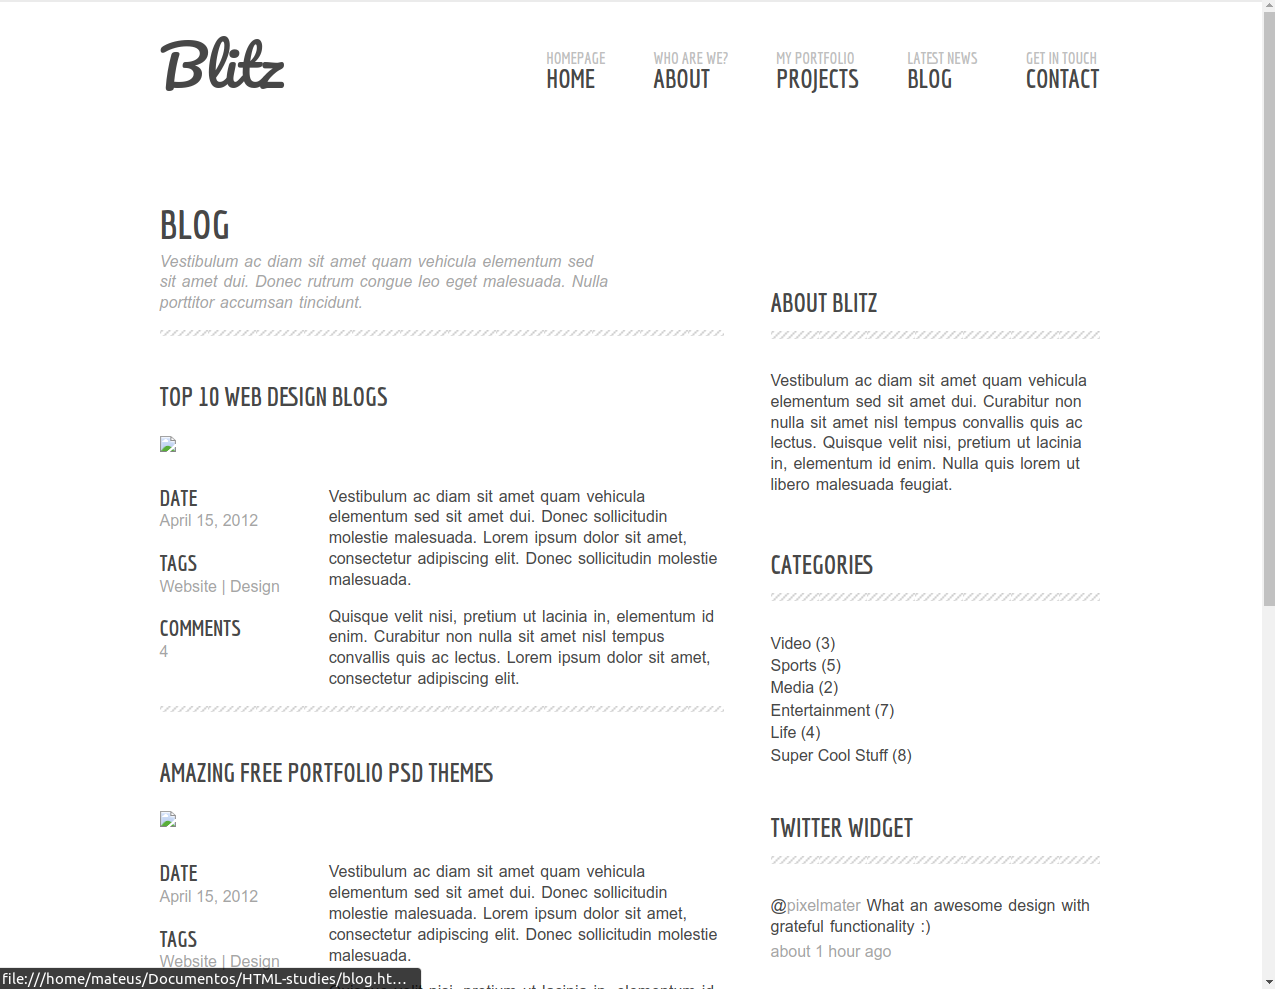 Blitz
HOMEPAGE
HOME
WHO ARE WE?
ABOUT
MY PORTFOLIO
PROJECTS
LATEST NEWS
BLOG
GET IN TOUCH
CONTACT
BLOG
Vestibulum ac diam sit amet quam vehicula elementum sed
sit amet dui. Donec rutrum congue leo eget malesuada. Nulla
porttitor accumsan tincidunt.
TOP 10 WEB DESIGN BLOGS
DATE
April 15, 2012
TAGS
Website | Design
COMMENTS
4
Vestibulum ac diam sit amet quam vehicula
elementum sed sit amet dui. Donec sollicitudin
molestie malesuada. Lorem ipsum dolor sit amet,
consectetur adipiscing elit. Donec sollicitudin molestie
malesuada.
Quisque velit nisi, pretium ut lacinia in, elementum id
enim. Curabitur non nulla sit amet nisl tempus
convallis quis ac lectus. Lorem ipsum dolor sit amet,
consectetur adipiscing elit.
AMAZING FREE PORTFOLIO PSD THEMES
DATE
April 15, 2012
TAGS
Website | Design
Vestibulum ac diam sit amet quam vehicula
elementum sed sit amet dui. Donec sollicitudin
molestie malesuada. Lorem ipsum dolor sit amet,
consectetur adipiscing elit. Donec sollicitudin molestie
malesuada.
Quisque velit nisi, pretium ut lacinia in, elementum id
ABOUT BLITZ
Vestibulum ac diam sit amet quam vehicula
elementum sed sit amet dui. Curabitur non
nulla sit amet nisl tempus convallis quis ac
lectus. Quisque velit nisi, pretium ut lacinia
in, elementum id enim. Nulla quis lorem ut
libero malesuada feugiat.
CATEGORIES
Video (3)
Sports (5)
Media (2)
Entertainment (7)
Life (4)
Super Cool Stuff (8)
TWITTER WIDGET
@pixelmater What an awesome design with
grateful functionality :)
about 1 hour ago
file:///home/mateus/Documentos/HTML-studies/blog.ht...